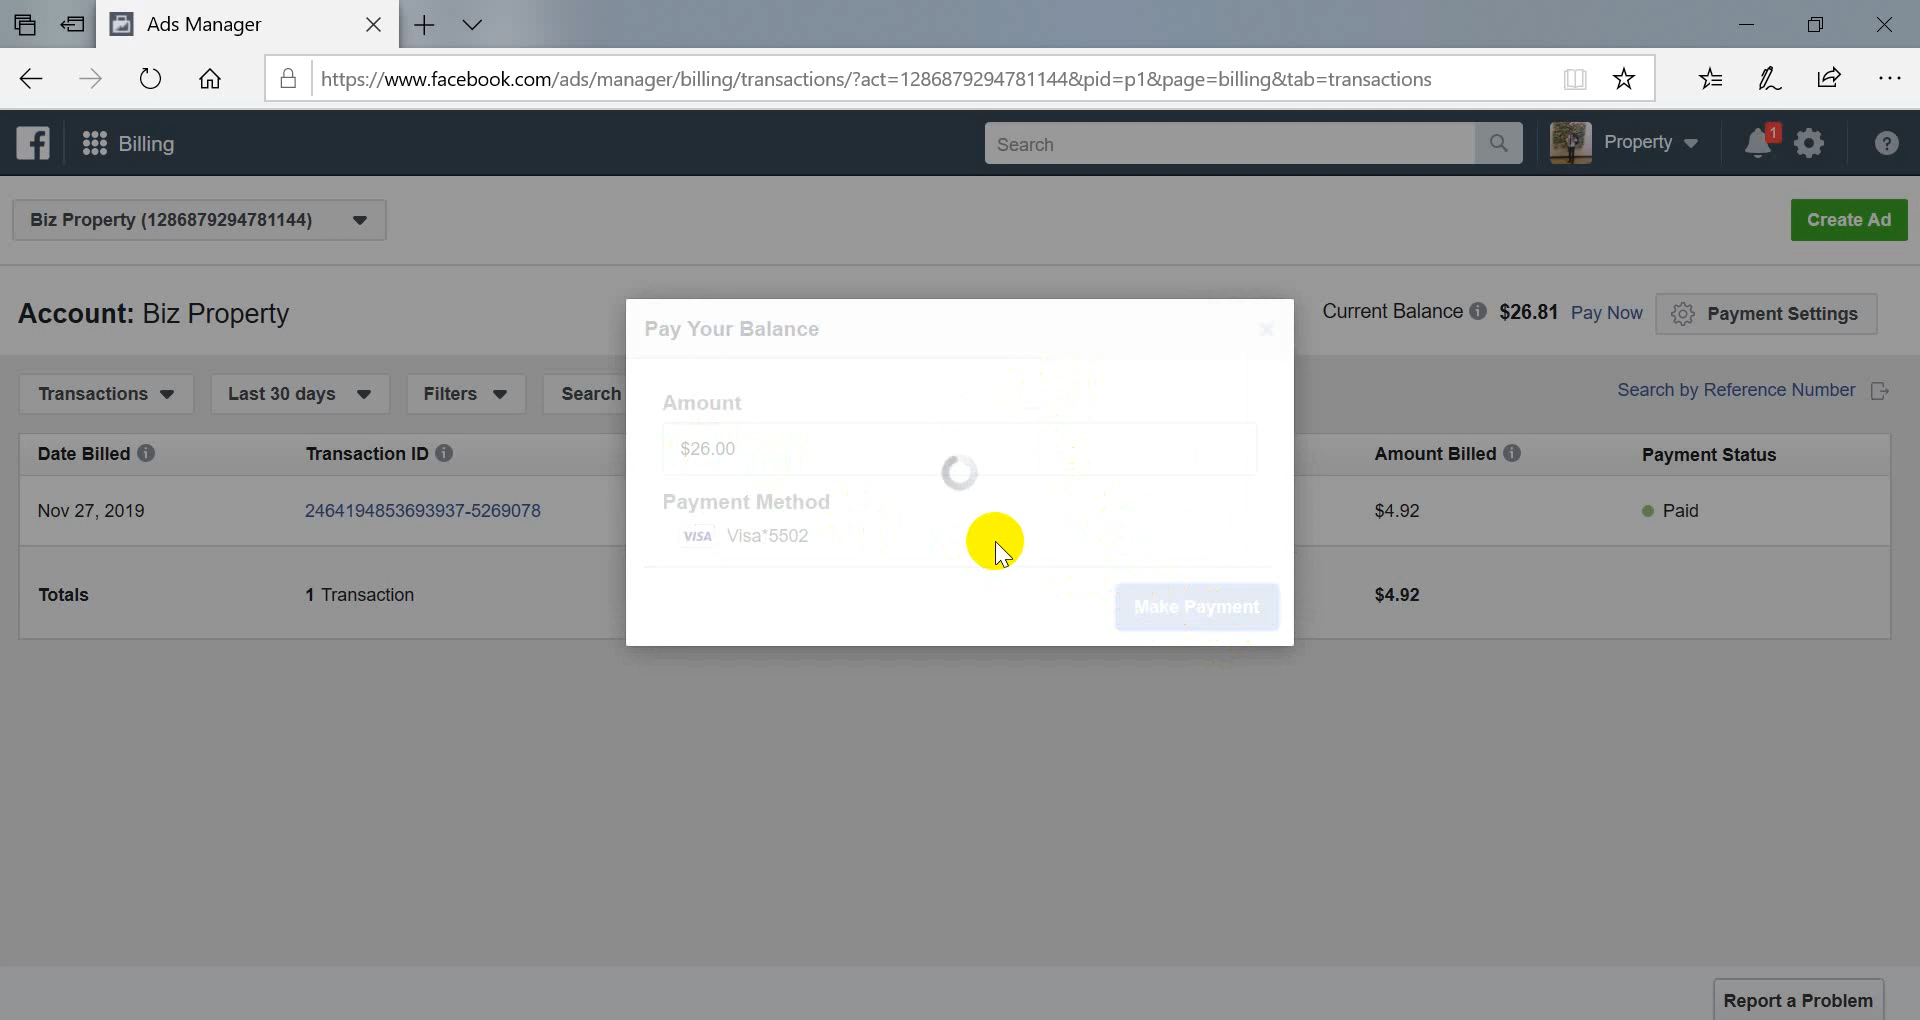 Ads Manager
https://www.facebook.com/ads/manager/billing/transactions/?act=1286879294781144&pid=p1&page=billing&tab=transactions
Billing
Search
Property
1
Biz Property (1286879294781144)
Create Ad
Account: Biz Property
Current Balance $26.81 Pay Now
Payment Settings
Transactions
Last 30 days
Filters
Search
Search by Reference Number
Date Billed
Transaction ID
Amount Billed
Payment Status
Nov 27, 2019
2464194853693937-5269078
$4.92
Paid
Totals
1 Transaction
$4.92
Pay Your Balance
Amount
$26.00
Payment Method
VISA Visa*5502
Make Payment
Report a Problem